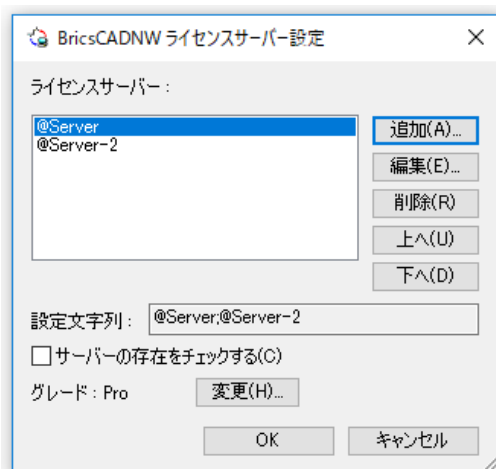 BricsCADNW ライセンスサーバー設定
ライセンスサーバー :
@Server
@Server-2
追加(A)...
編集(E)...
削除(R)
上へ(U)
下へ(D)
設定文字列 : @Server;@Server-2
サーバーの存在をチェックする(C)
グレード : Pro 変更(H)...
OK キャンセル